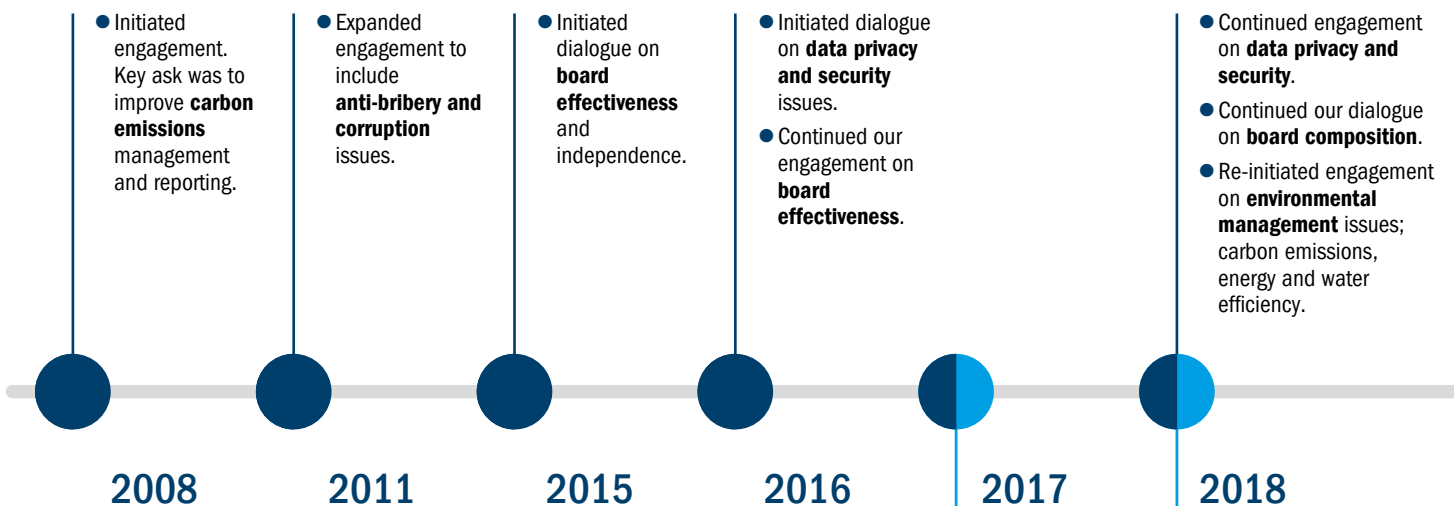 ● Initiated
engagement.
Key ask was to
improve carbon
emissions
management
and reporting.
● Expanded
engagement to
include
anti-bribery and
corruption
issues.
● Initiated
dialogue on
board
effectiveness
and
independence.
● Initiated dialogue
on data privacy
and security
issues.
● Continued our
engagement on
board
effectiveness.
● Continued engagement
on data privacy and
security.
● Continued our dialogue
on board composition.
● Re-initiated engagement
on environmental
management issues;
carbon emissions,
energy and water
efficiency.
2008
2011
2015
2016
2017
2018